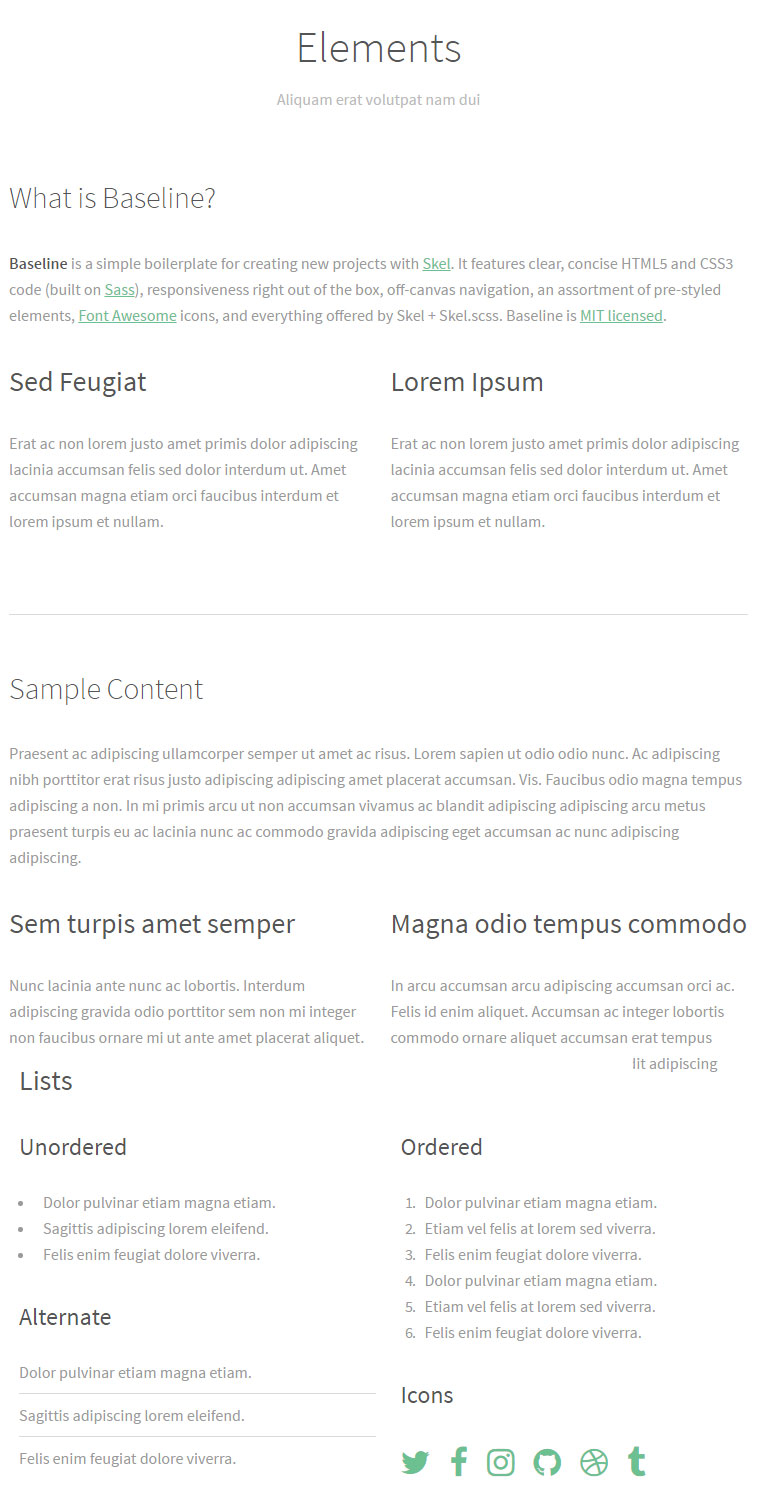 Elements
Aliquam erat volutpat nam dui
What is Baseline?
Baseline is a simple boilerplate for creating new projects with Skel. It features clear, concise HTML5 and CSS3
code (built on Sass), responsiveness right out of the box, off-canvas navigation, an assortment of pre-styled
elements, Font Awesome icons, and everything offered by Skel + Skel.scss. Baseline is MIT licensed.
Sed Feugiat
Erat ac non lorem justo amet primis dolor adipiscing
lacinia accumsan felis sed dolor interdum ut. Amet
accumsan magna etiam orci faucibus interdum et
lorem ipsum et nullam.
Lorem Ipsum
Erat ac non lorem justo amet primis dolor adipiscing
lacinia accumsan felis sed dolor interdum ut. Amet
accumsan magna etiam orci faucibus interdum et
lorem ipsum et nullam.
Sample Content
Praesent ac adipiscing ullamcorper semper ut amet ac risus. Lorem sapien ut odio odio nunc. Ac adipiscing
nibh porttitor erat risus justo adipiscing adipiscing amet placerat accumsan. Vis. Faucibus odio magna tempus
adipiscing a non. In mi primis arcu ut non accumsan vivamus ac blandit adipiscing adipiscing arcu metus
praesent turpis eu ac lacinia nunc ac commodo gravida adipiscing eget accumsan ac nunc adipiscing
adipiscing.
Sem turpis amet semper
Nunc lacinia ante nunc ac lobortis. Interdum
adipiscing gravida odio porttitor sem non mi integer
non faucibus ornare mi ut ante amet placerat aliquet.
Magna odio tempus commodo
In arcu accumsan arcu adipiscing accumsan orci ac.
Felis id enim aliquet. Accumsan ac integer lobortis
commodo ornare aliquet accumsan erat tempus
adipiscing
Lists
Unordered
• Dolor pulvinar etiam magna etiam.
• Sagittis adipiscing lorem eleifend.
• Felis enim feugiat dolore viverra.
Alternate
Dolor pulvinar etiam magna etiam.
Sagittis adipiscing lorem eleifend.
Felis enim feugiat dolore viverra.
Ordered
1. Dolor pulvinar etiam magna etiam.
2. Etiam vel felis at lorem sed viverra.
3. Felis enim feugiat dolore viverra.
4. Dolor pulvinar etiam magna etiam.
5. Etiam vel felis at lorem sed viverra.
6. Felis enim feugiat dolore viverra.
Icons